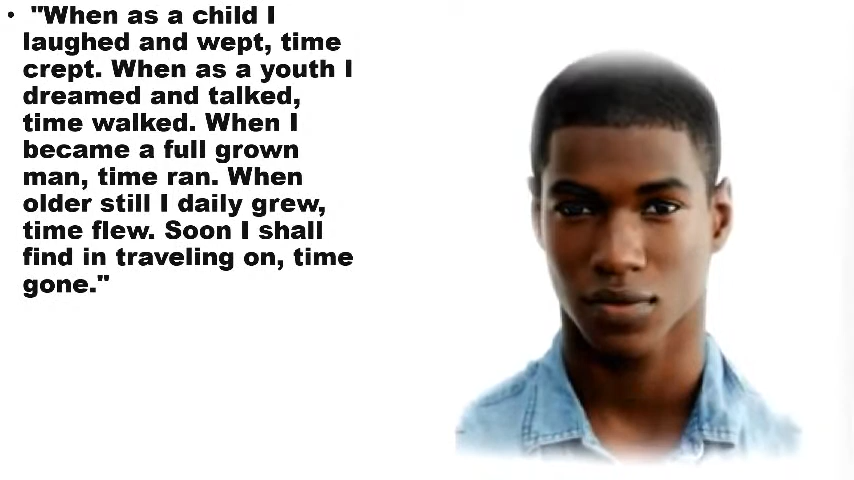 • "When as a child I
laughed and wept, time
crept. When as a youth I
dreamed and talked,
time walked. When I
became a full grown
man, time ran. When
older still I daily grew,
time flew. Soon I shall
find in traveling on, time
gone."